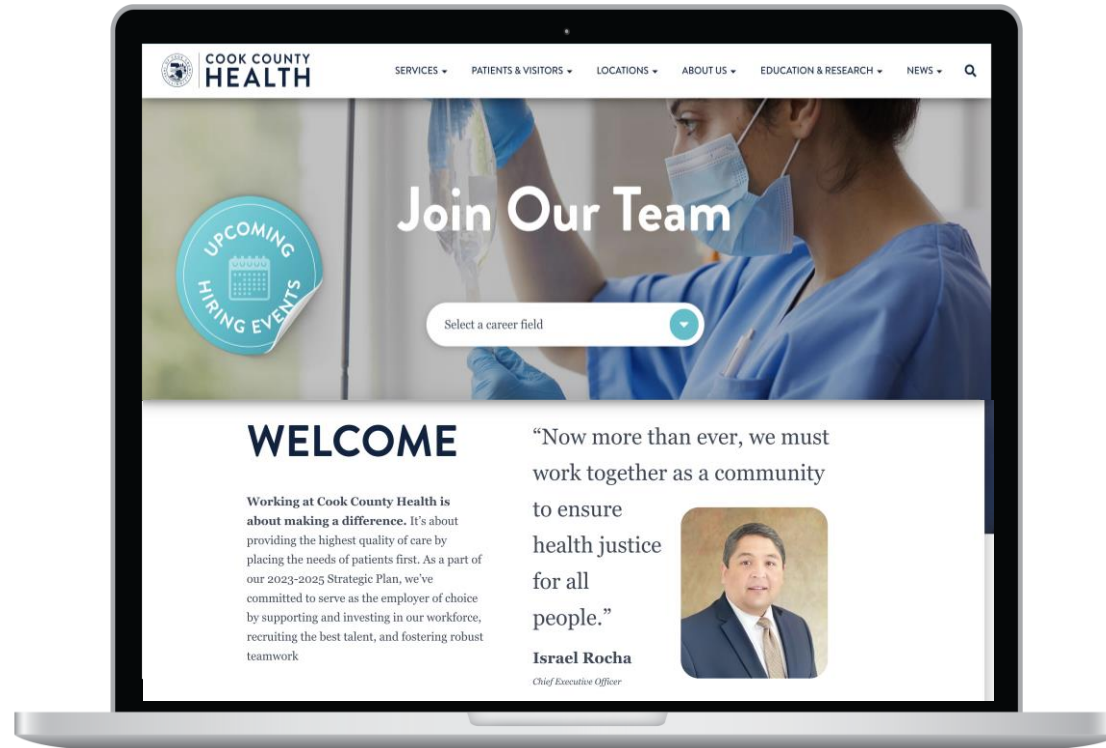 COOK COUNTY
HEALTH
SERVICES
PATIENTS & VISITORS
LOCATIONS
ABOUT US
EDUCATION & RESEARCH
NEWS
Join Our Team
UPCOMING
HIRING EVENTS
Select a career field
WELCOME
Working at Cook County Health is
about making a difference. It’s about
providing the highest quality of care by
placing the needs of patients first. As a part
of our 2023-2025 Strategic Plan, we’ve
committed to serve as the employer of choice
by supporting and investing in our workforce,
recruiting the best talent, and fostering robust
teamwork
“Now more than ever, we must
work together as a community
to ensure
health justice
for all
people.”
Israel Rocha
Chief Executive Officer